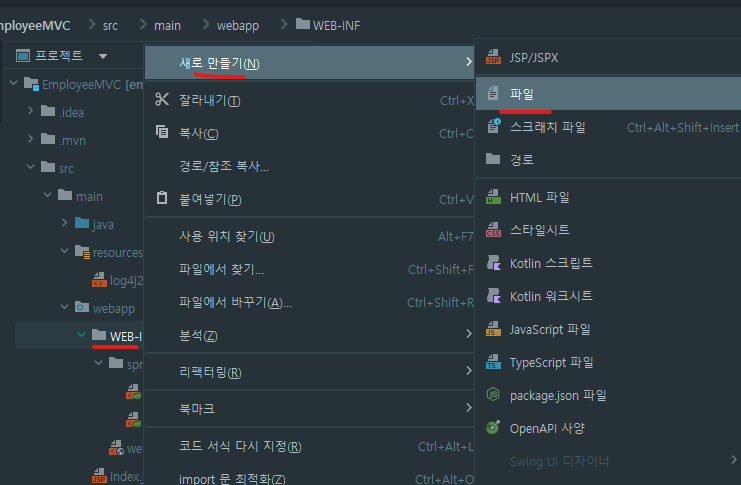 mployeeMVC > src > main > webapp > WEB-INF
프로젝트
EmployeeMVC [em
.idea
.mvn
src
main
java
resources
log4j2
webapp
WEB-I
spr
we
index.
새로 만들기(N)
잘라내기(T) Ctrl+X
복사(C) Ctrl+C
경로/참조 복사...
붙여넣기(P) Ctrl+V
사용 위치 찾기(U) Alt+F7
파일에서 찾기... Ctrl+Shift+F
파일에서 바꾸기(A)... Ctrl+Shift+R
분석(Z)
리팩터링(R)
북마크
코드 서식 다시 지정(R) Ctrl+Alt+L
import 문 최적화(Z) Ctrl+Alt+O
JSP JSP/JSPX
파일
스크래치 파일 Ctrl+Alt+Shift+Insert
경로
H HTML 파일
CSS 스타일시트
Kotlin 스크립트
Kotlin 워크시트
JS JavaScript 파일
TS TypeScript 파일
package.json 파일
OpenAPI 사양
Swing UI 디자이너